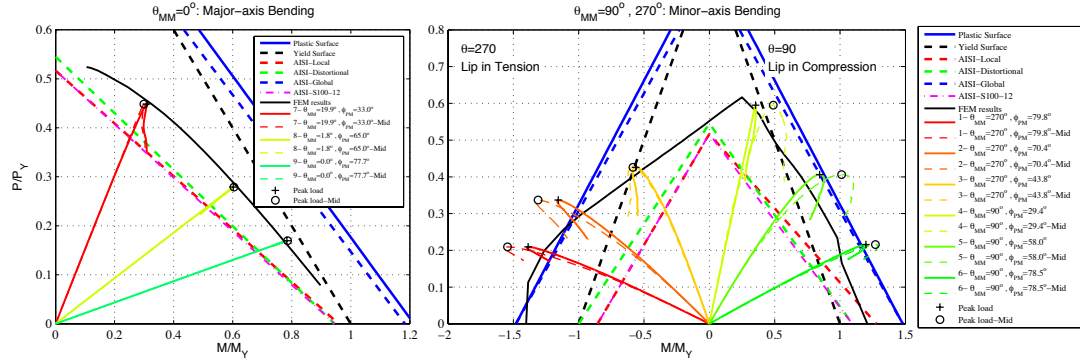 θMM=0°: Major-axis Bending
P/PY
0.6
0.5
0.4
0.3
0.2
0.1
0
0
0.2
0.4
0.6
0.8
1.0
1.2
M/MY
Plastic Surface
Yield Surface
AISI-Local
AISI-Distortional
AISI-Global
AISI-S100-12
FEM results
7- θMM=19.9°, ϕPM=33.0°
7- θMM=19.9°, ϕPM=33.0°-Mid
8- θMM=1.8°, ϕPM=65.0°
8- θMM=1.8°, ϕPM=65.0°-Mid
9- θMM=0.0°, ϕPM=77.7°
9- θMM=0.0°, ϕPM=77.7°-Mid
Peak load
Peak load-Mid
θMM=90°, 270°: Minor-axis Bending
θ=270
Lip in Tension
θ=90
Lip in Compression
0.8
0.7
0.6
0.5
0.4
0.3
0.2
0.1
0
-2
-1.5
-1
-0.5
0
0.5
1
1.5
M/MY
Plastic Surface
Yield Surface
AISI-Local
AISI-Distortional
AISI-Global
AISI-S100-12
FEM results
1- θMM=270°, ϕPM=79.8°
1- θMM=270°, ϕPM=79.8°-Mid
2- θMM=270°, ϕPM=70.4°
2- θMM=270°, ϕPM=70.4°-Mid
3- θMM=270°, ϕPM=43.8°
3- θMM=270°, ϕPM=43.8°-Mid
4- θMM=90°, ϕPM=29.4°
4- θMM=90°, ϕPM=29.4°-Mid
5- θMM=90°, ϕPM=58.0°
5- θMM=90°, ϕPM=58.0°-Mid
6- θMM=90°, ϕPM=78.5°
6- θMM=90°, ϕPM=78.5°-Mid
Peak load
Peak load-Mid